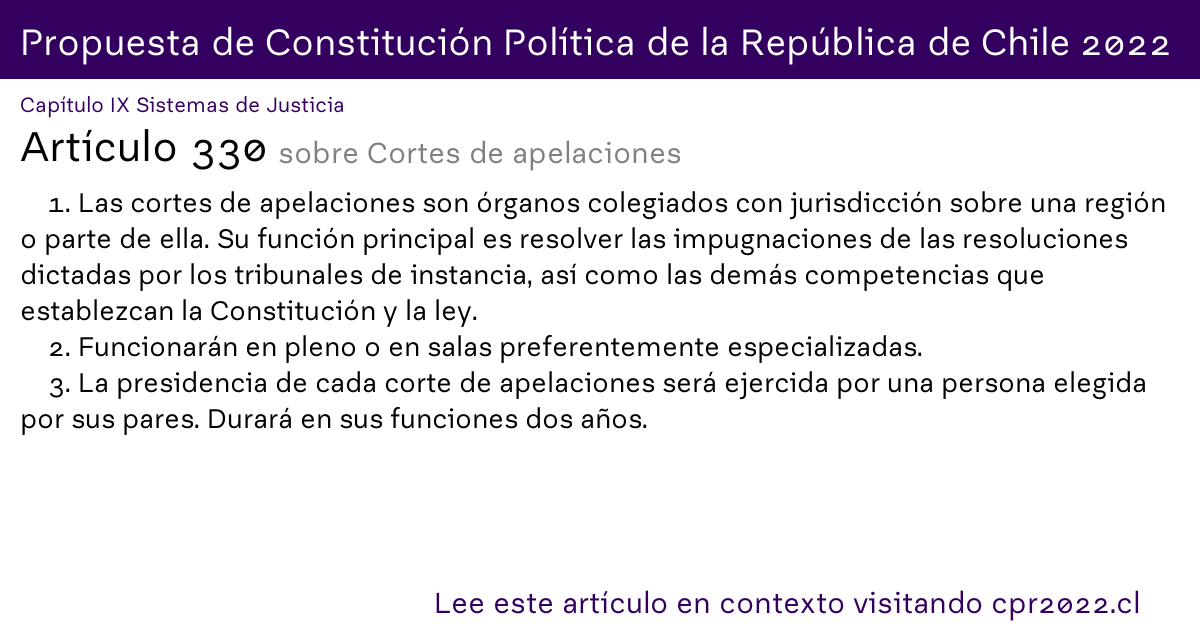 Propuesta de Constitución Política de la República de Chile 2022
Capítulo IX Sistemas de Justicia
Artículo 330 sobre Cortes de apelaciones
1. Las cortes de apelaciones son órganos colegiados con jurisdicción sobre una región
o parte de ella. Su función principal es resolver las impugnaciones de las resoluciones
dictadas por los tribunales de instancia, así como las demás competencias que
establezcan la Constitución y la ley.
2. Funcionarán en pleno o en salas preferentemente especializadas.
3. La presidencia de cada corte de apelaciones será ejercida por una persona elegida
por sus pares. Durará en sus funciones dos años.
Lee este artículo en contexto visitando cpr2022.cl